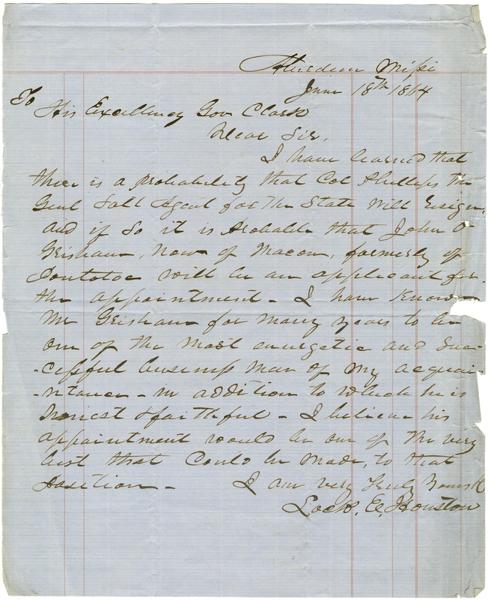 Aberdeen Missi
June 18th 1864
To
His Excellency Gov Clark
Dear Sir,
I have learned that
there is a probability that Col Phillips the
Genl Salt Agent for the State will resign,
and if so it is probable that John O
Grisham, now of Macon, formerly of
Pontotoc will be an applicant for
the appointment - I have known
Mr Grisham for many years to be
one of the most energetic and suc-
-cessful business men of my acquai-
-ntance - in addition to which he is
honest & faithful - I believe his
appointment would be one of the very
best that could be made, to that
position - I am very truly Yours &c
Lock. E. Houston